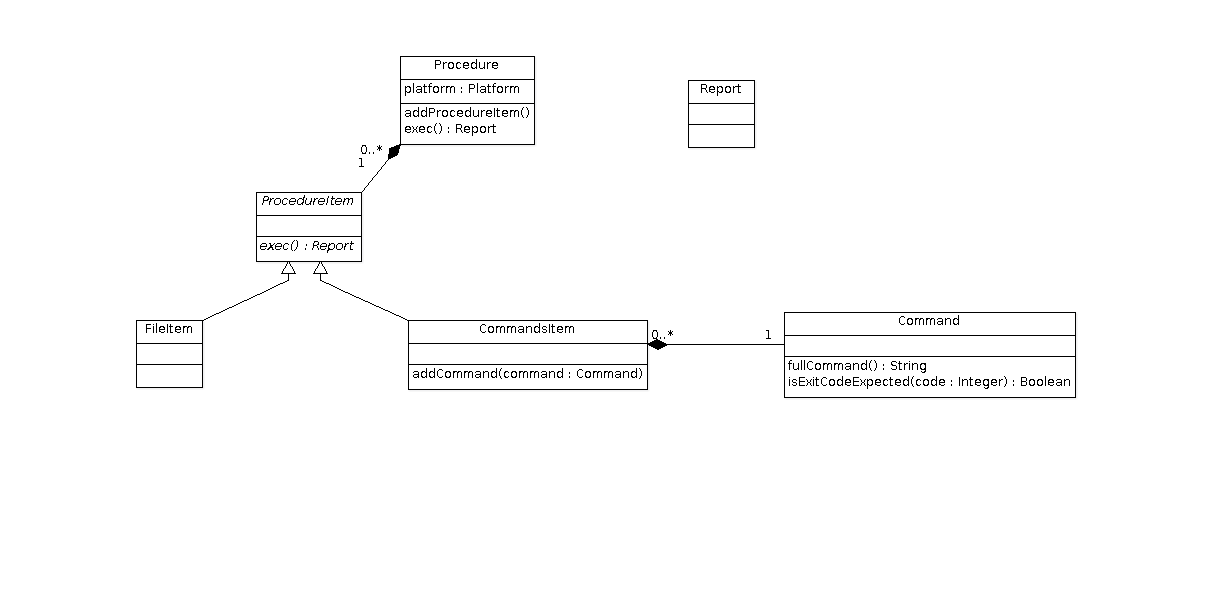 Procedure
platform : Platform
addProcedureItem()
exec() : Report
Report
0..*
1
ProcedureItem
exec() : Report
FileItem
CommandsItem
addCommand(command : Command)
0..*
1
Command
fullCommand() : String
isExitCodeExpected(code : Integer) : Boolean